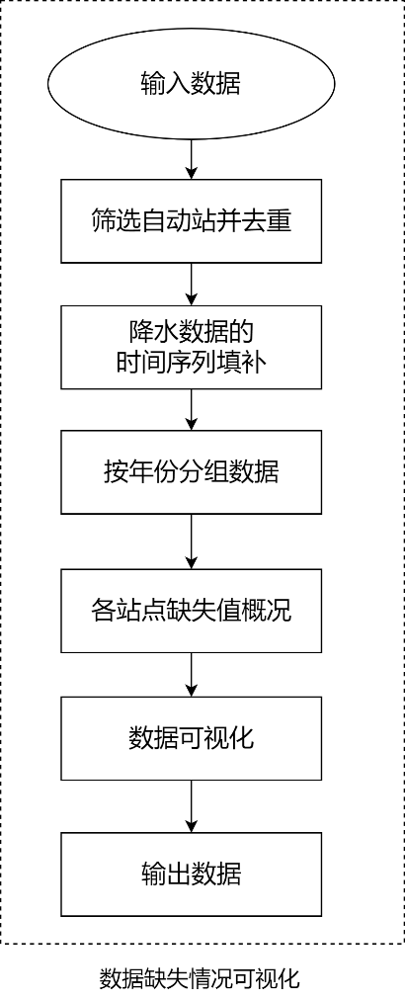 输入数据
筛选自动站并去重
降水数据的
时间序列填补
按年份分组数据
各站点缺失值概况
数据可视化
输出数据
数据缺失情况可视化